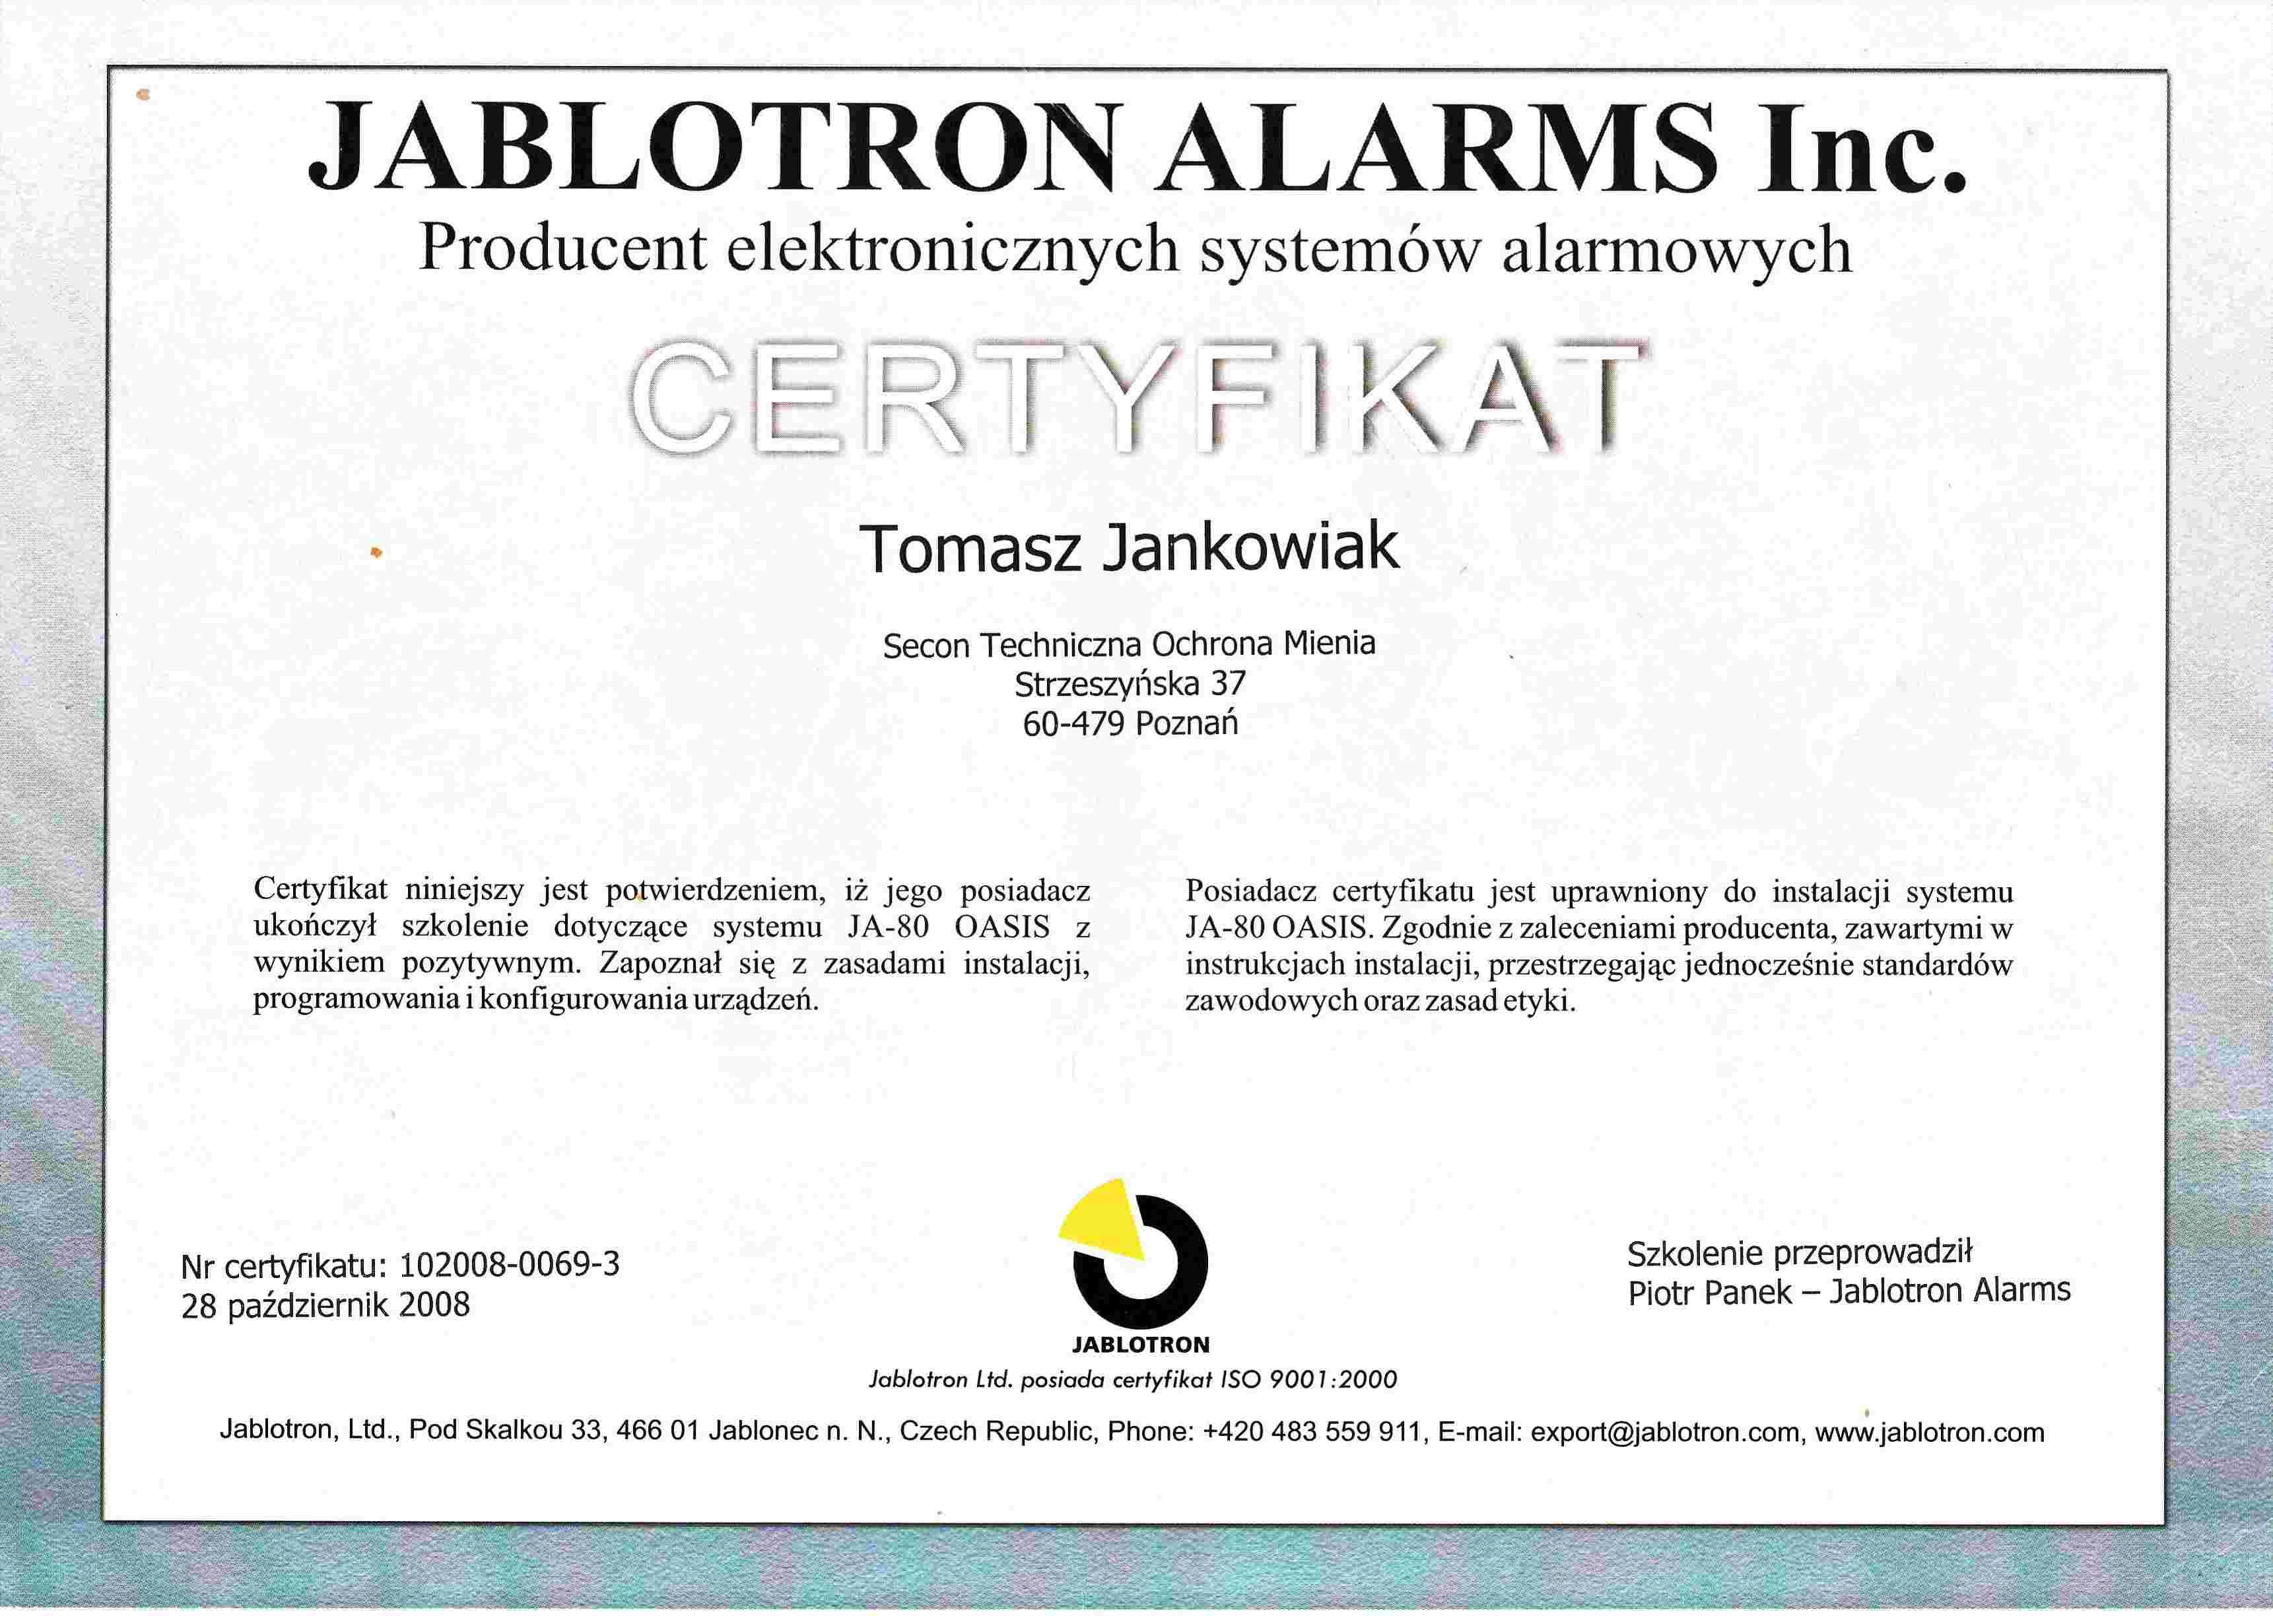 JABLOTRON ALARMS Inc.
Producent elektronicznych systemów alarmowych
CERTYFIKAT
Tomasz Jankowiak
Secon Techniczna Ochrona Mienia
Strzeszyńska 37
60-479 Poznań
Certyfikat niniejszy jest potwierdzeniem, iż jego posiadacz
ukończył szkolenie dotyczące systemu JA-80 OASIS z
wynikiem pozytywnym. Zapoznał się z zasadami instalacji,
programowania i konfigurowania urządzeń.
Posiadacz certyfikatu jest uprawniony do instalacji systemu
JA-80 OASIS. Zgodnie z zaleceniami producenta, zawartymi w
instrukcjach instalacji, przestrzegając jednocześnie standardów
zawodowych oraz zasad etyki.
Nr certyfikatu: 102008-0069-3
28 październik 2008
JABLOTRON
Szkolenie przeprowadził
Piotr Panek – Jablotron Alarms
Jablotron Ltd. posiada certyfikat ISO 9001:2000
Jablotron, Ltd., Pod Skalkou 33, 466 01 Jablonec n. N., Czech Republic, Phone: +420 483 559 911, E-mail: export@jablotron.com, www.jablotron.com